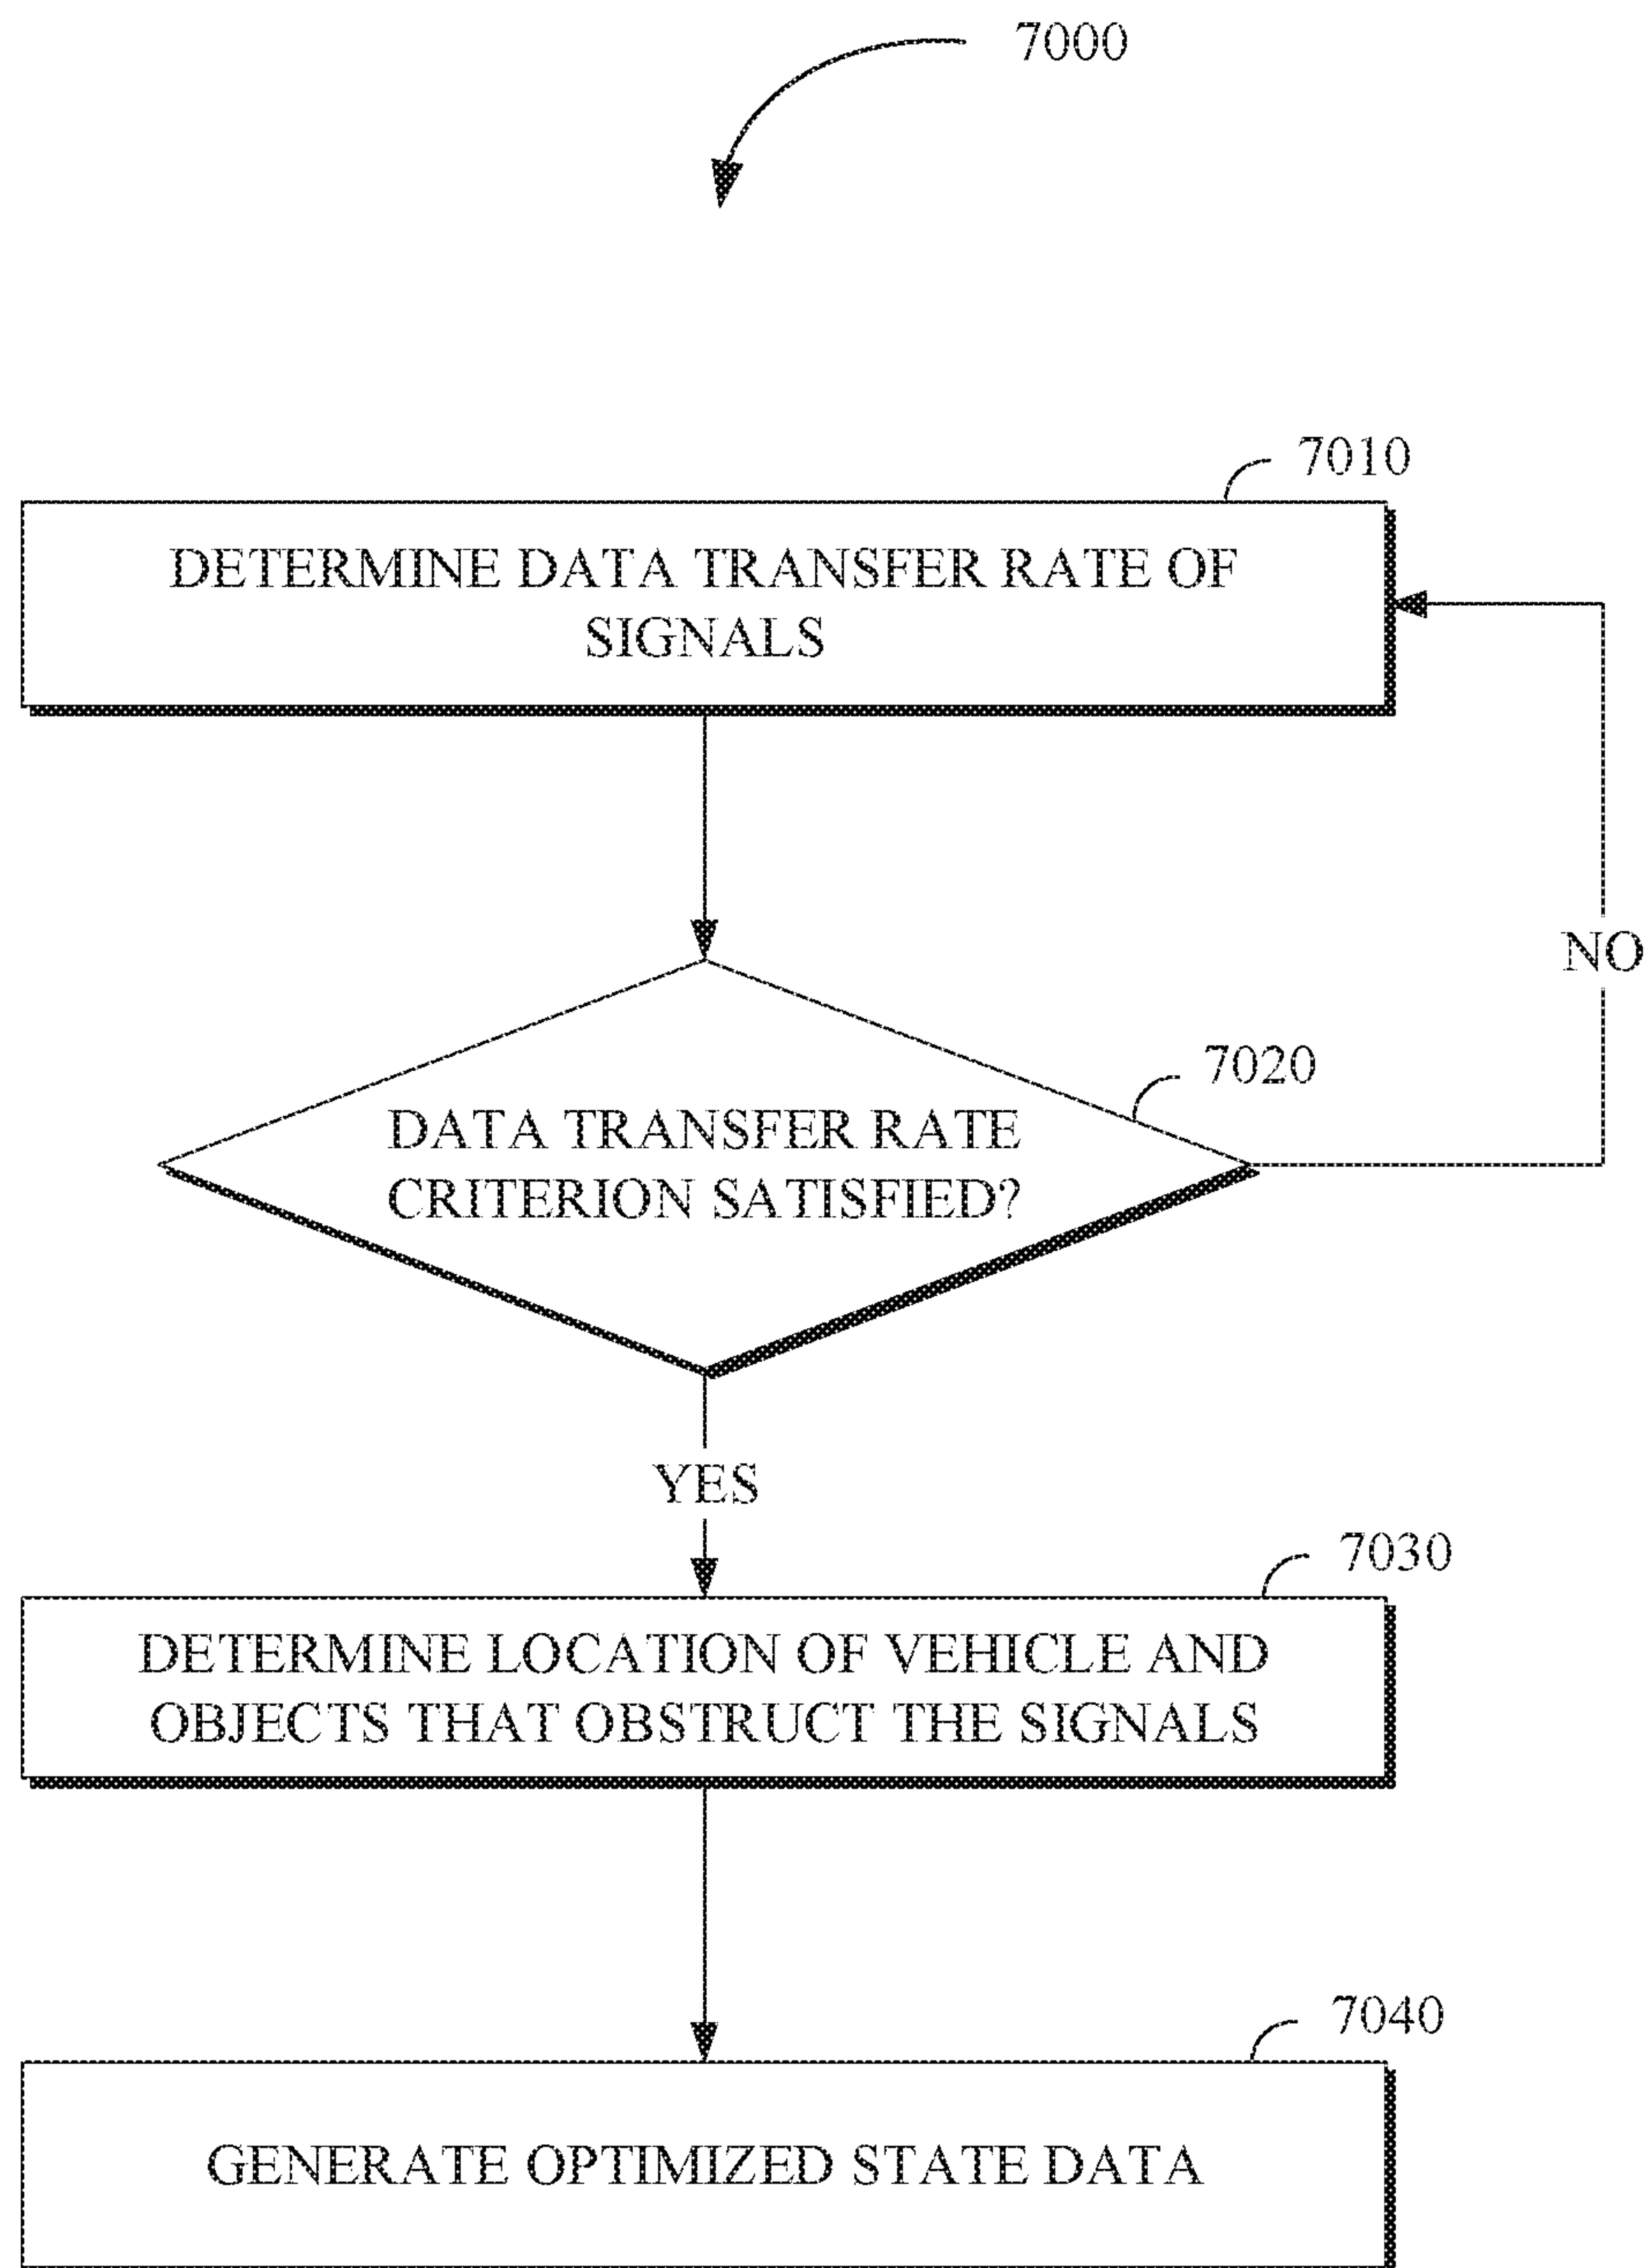 7000
7010
DETERMINE DATA TRANSFER RATE OF
SIGNALS
NO
7020
DATA TRANSFER RATE
CRITERION SATISFIED?
YES
7030
DETERMINE LOCATION OF VEHICLE AND
OBJECTS THAT OBSTRUCT THE SIGNALS
7040
GENERATE OPTIMIZED STATE DATA